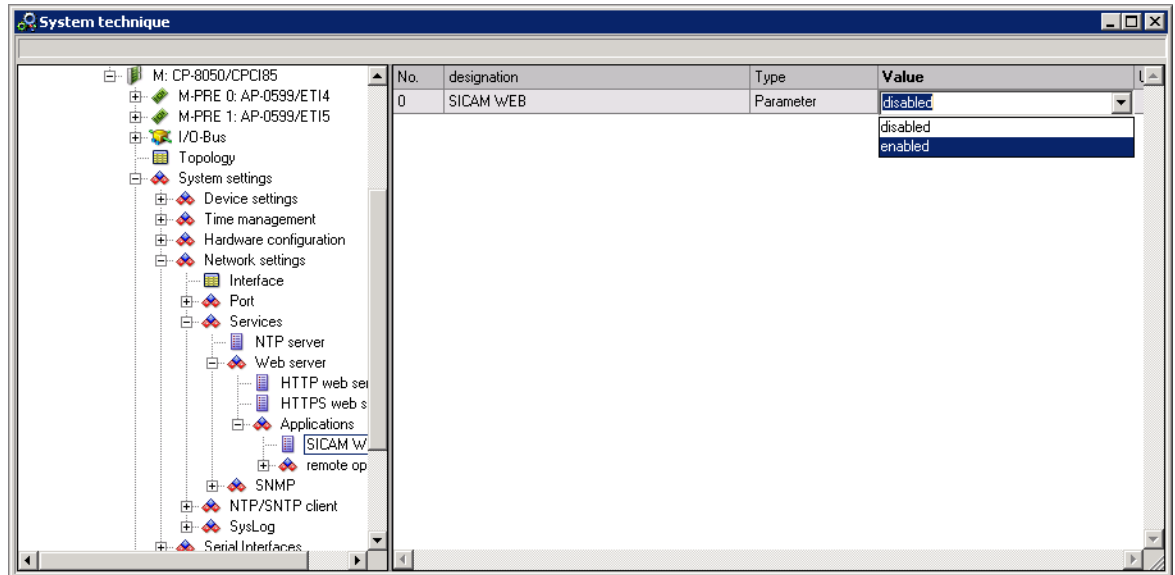 System technique
M: CP-8050/CPCI85
M-PRE 0: AP-0599/ETI4
M-PRE 1: AP-0599/ETI5
I/O-Bus
Topology
System settings
Device settings
Time management
Hardware configuration
Network settings
Interface
Port
Services
NTP server
Web server
HTTP web ser
HTTPS web s
Applications
SICAM W
remote op
SNMP
NTP/SNTP client
SysLog
Serial Interfaces
No. designation Type Value
0 SICAM WEB Parameter disabled
disabled
enabled